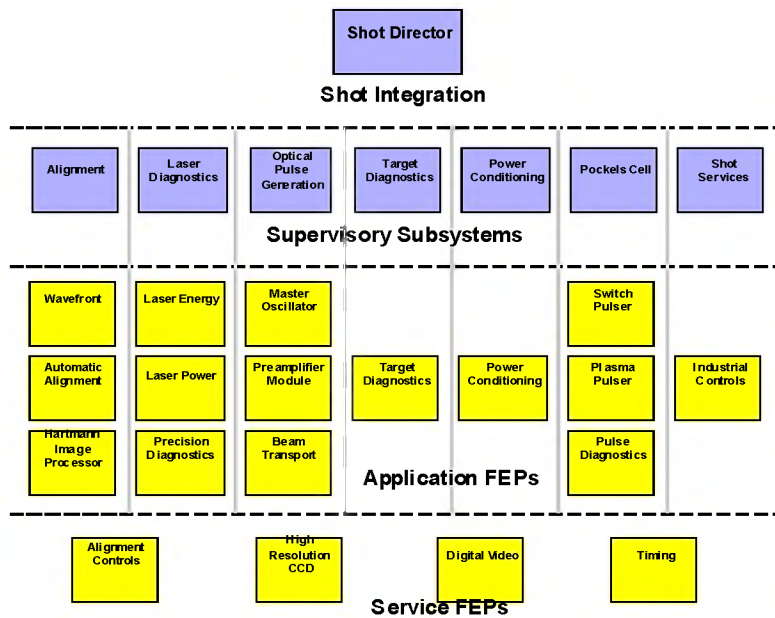 Shot Director
Shot Integration
Alignment
Laser
Diagnostics
Optical
Pulse
Generation
Target
Diagnostics
Power
Conditioning
Pockels Cell
Shot
Services
Supervisory Subsystems
Wavefront
Laser Energy
Master
Oscillator
Switch
Pulser
Automatic
Alignment
Laser Power
Preamplifier
Module
Target
Diagnostics
Power
Conditioning
Plasma
Pulser
Industrial
Controls
Hartmann
Image
Processor
Precision
Diagnostics
Beam
Transport
Pulse
Diagnostics
Application FEPs
Alignment
Controls
High
Resolution
CCD
Digital Video
Timing
Service FEPs